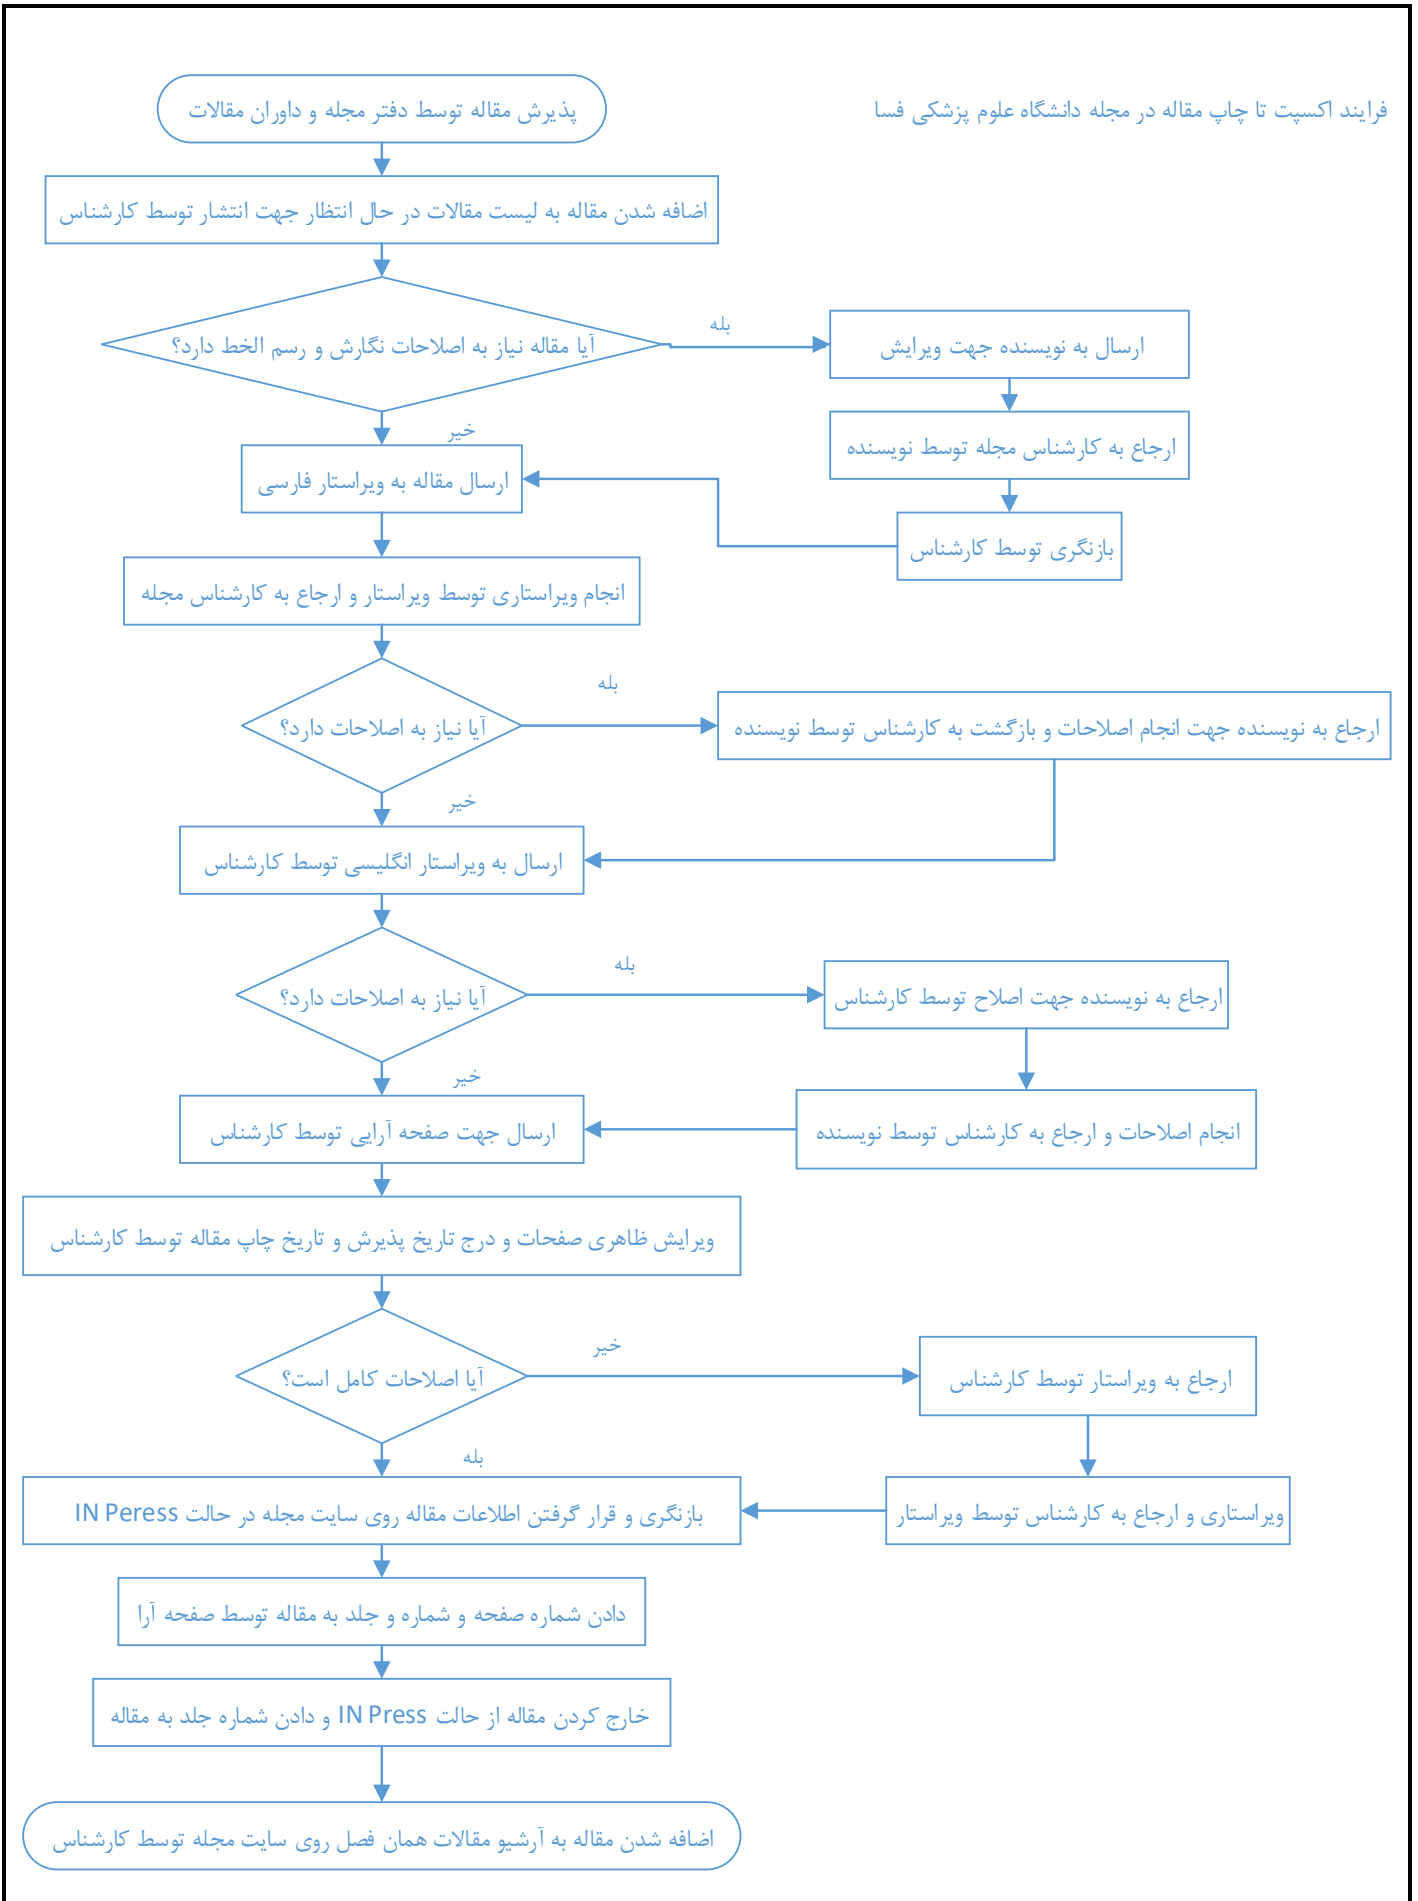 فرایند اکسپت تا چاپ مقاله در مجله دانشگاه علوم پزشکی فسا
پذیرش مقاله توسط دفتر مجله و داوران مقالات
اضافه شدن مقاله به لیست مقالات در حال انتظار جهت انتشار توسط کارشناس
آیا مقاله نیاز به اصلاحات نگارش و رسم الخط دارد؟
بله
ارسال به نویسنده جهت ویرایش
ارجاع به کارشناس مجله توسط نویسنده
بازنگری توسط کارشناس
خیر
ارسال مقاله به ویراستار فارسی
انجام ویراستاری توسط ویراستار و ارجاع به کارشناس مجله
آیا نیاز به اصلاحات دارد؟
بله
ارجاع به نویسنده جهت انجام اصلاحات و بازگشت به کارشناس توسط نویسنده
خیر
ارسال به ویراستار انگلیسی توسط کارشناس
آیا نیاز به اصلاحات دارد؟
بله
ارجاع به نویسنده جهت اصلاح توسط کارشناس
انجام اصلاحات و ارجاع به کارشناس توسط نویسنده
خیر
ارسال جهت صفحه آرایی توسط کارشناس
ویرایش ظاهری صفحات و درج تاریخ پذیرش و تاریخ چاپ مقاله توسط کارشناس
آیا اصلاحات کامل است؟
خیر
ارجاع به ویراستار توسط کارشناس
ویراستاری و ارجاع به کارشناس توسط ویراستار
بله
بازنگری و قرار گرفتن اطلاعات مقاله روی سایت مجله در حالت IN Peress
دادن شماره صفحه و شماره و جلد به مقاله توسط صفحه آرا
خارج کردن مقاله از حالت IN Press و دادن شماره جلد به مقاله
اضافه شدن مقاله به آرشیو مقالات همان فصل روی سایت مجله توسط کارشناس